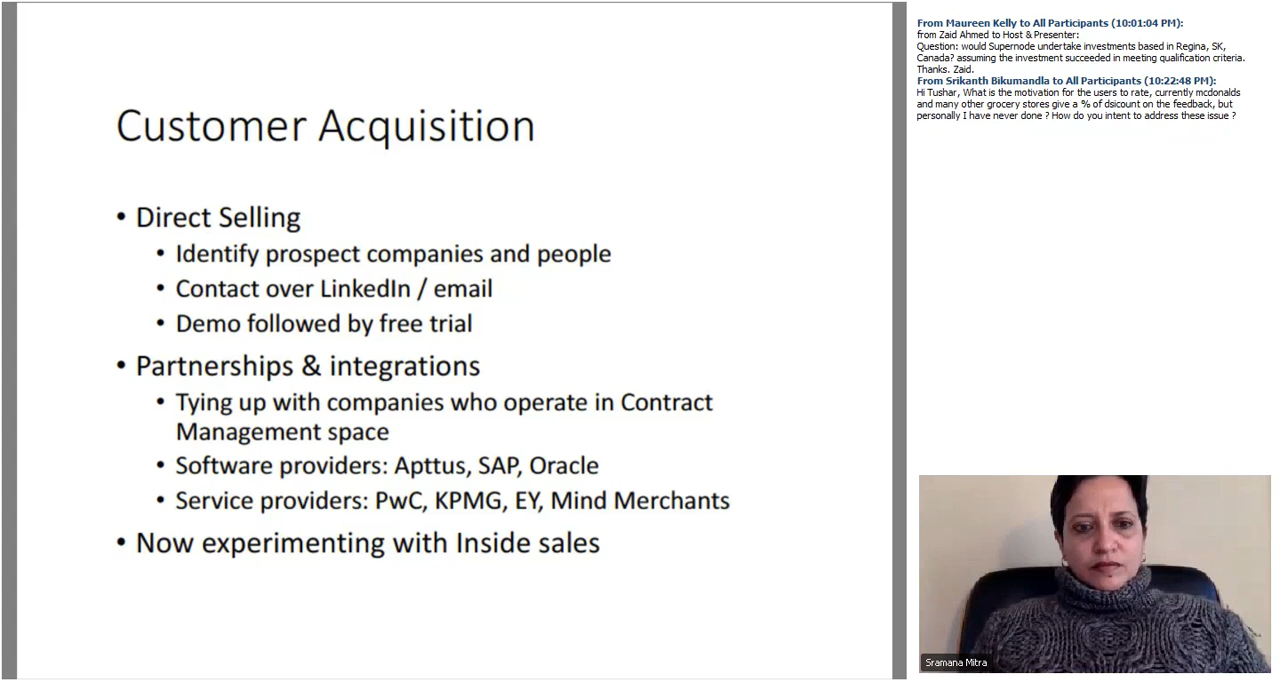 Customer Acquisition
• Direct Selling
• Identify prospect companies and people
• Contact over LinkedIn / email
• Demo followed by free trial
• Partnerships & integrations
• Tying up with companies who operate in Contract
Management space
• Software providers: Apttus, SAP, Oracle
• Service providers: PwC, KPMG, EY, Mind Merchants
• Now experimenting with Inside sales
From Maureen Kelly to All Participants (10:01:04 PM):
from Zaid Ahmed to Host & Presenter:
Question: would Supernode undertake investments based in Regina, SK,
Canada? assuming the investment succeeded in meeting qualification criteria.
Thanks. Zaid.
From Srikanth Bikumandla to All Participants (10:22:48 PM):
Hi Tushar, What is the motivation for the users to rate, currently mcdonalds
and many other grocery stores give a % of dsicount on the feedback, but
personally I have never done ? How do you intent to address these issue ?
Sramana Mitra